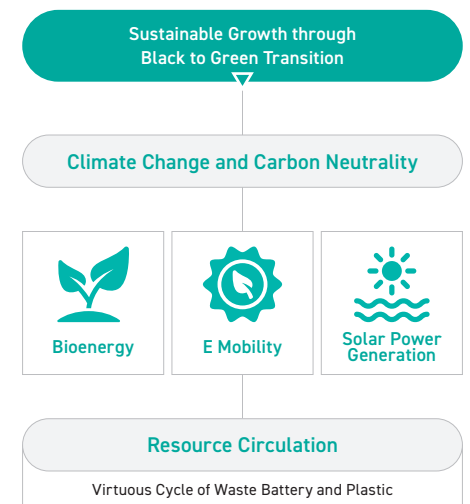 Sustainable Growth through
Black to Green Transition
Climate Change and Carbon Neutrality
Bioenergy
E Mobility
Solar Power
Generation
Resource Circulation
Virtuous Cycle of Waste Battery and Plastic